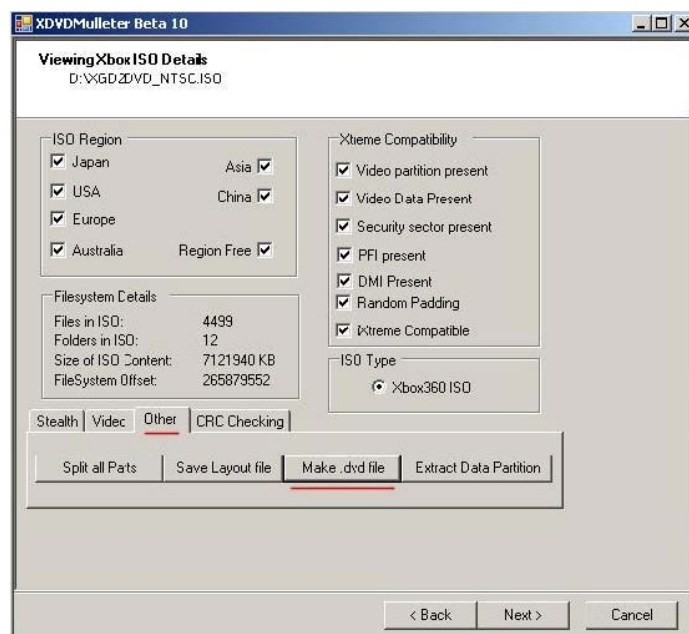 XDVDMulleter Beta 10
Viewing Xbox ISO Details
D:\XGD2DVD_NTSC.ISO
ISO Region
Japan
Asia
USA
China
Europe
Australia
Region Free
Xtreme Compatibility
Video partition present
Video Data Present
Security sector present
PFI present
DMI Present
Random Padding
iXtreme Compatible
Filesystem Details
Files in ISO: 4499
Folders in ISO: 12
Size of ISO Content: 7121940 KB
FileSystem Offset: 265879552
ISO Type
Xbox360 ISO
Stealth Video Other CRC Checking
Split all Parts Save Layout file Make .dvd file Extract Data Partition
< Back Next > Cancel